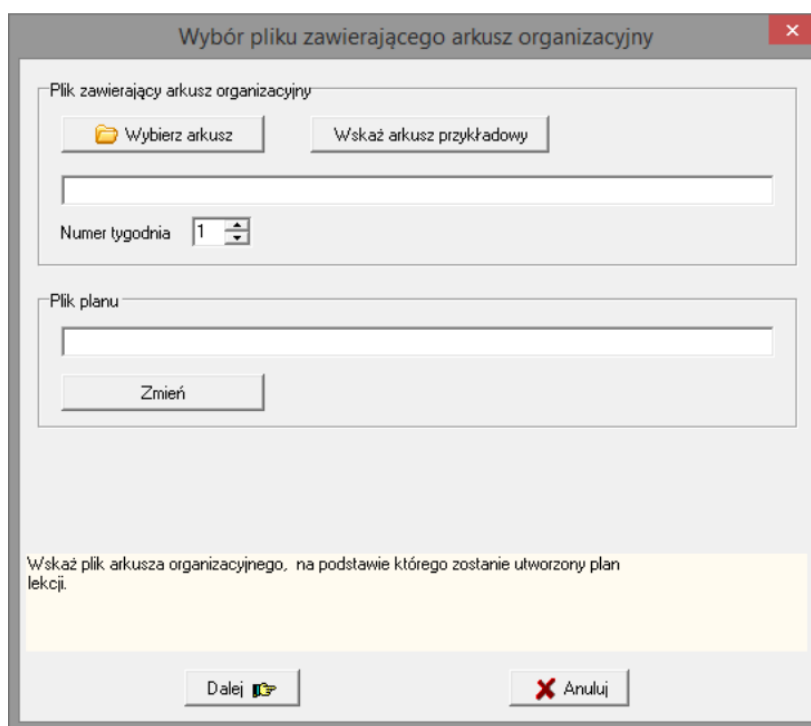 Wybór pliku zawierającego arkusz organizacyjny
Plik zawierający arkusz organizacyjny
Wybierz arkusz
Wskaż arkusz przykładowy
Numer tygodnia 1
Plik planu
Zmień
Wskaż plik arkusza organizacyjnego, na podstawie którego zostanie utworzony plan
lekcji.
Dalej
Anuluj